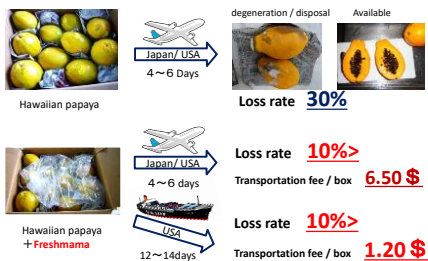 degeneration / disposal Available
Japan/ USA
4～6 Days
Hawaiian papaya
Loss rate 30%
Japan/ USA
4～6 days
Loss rate 10%>
Transportation fee / box 6.50 $
Hawaiian papaya
＋Freshmama
USA
12～14days
Loss rate 10%>
Transportation fee / box 1.20 $